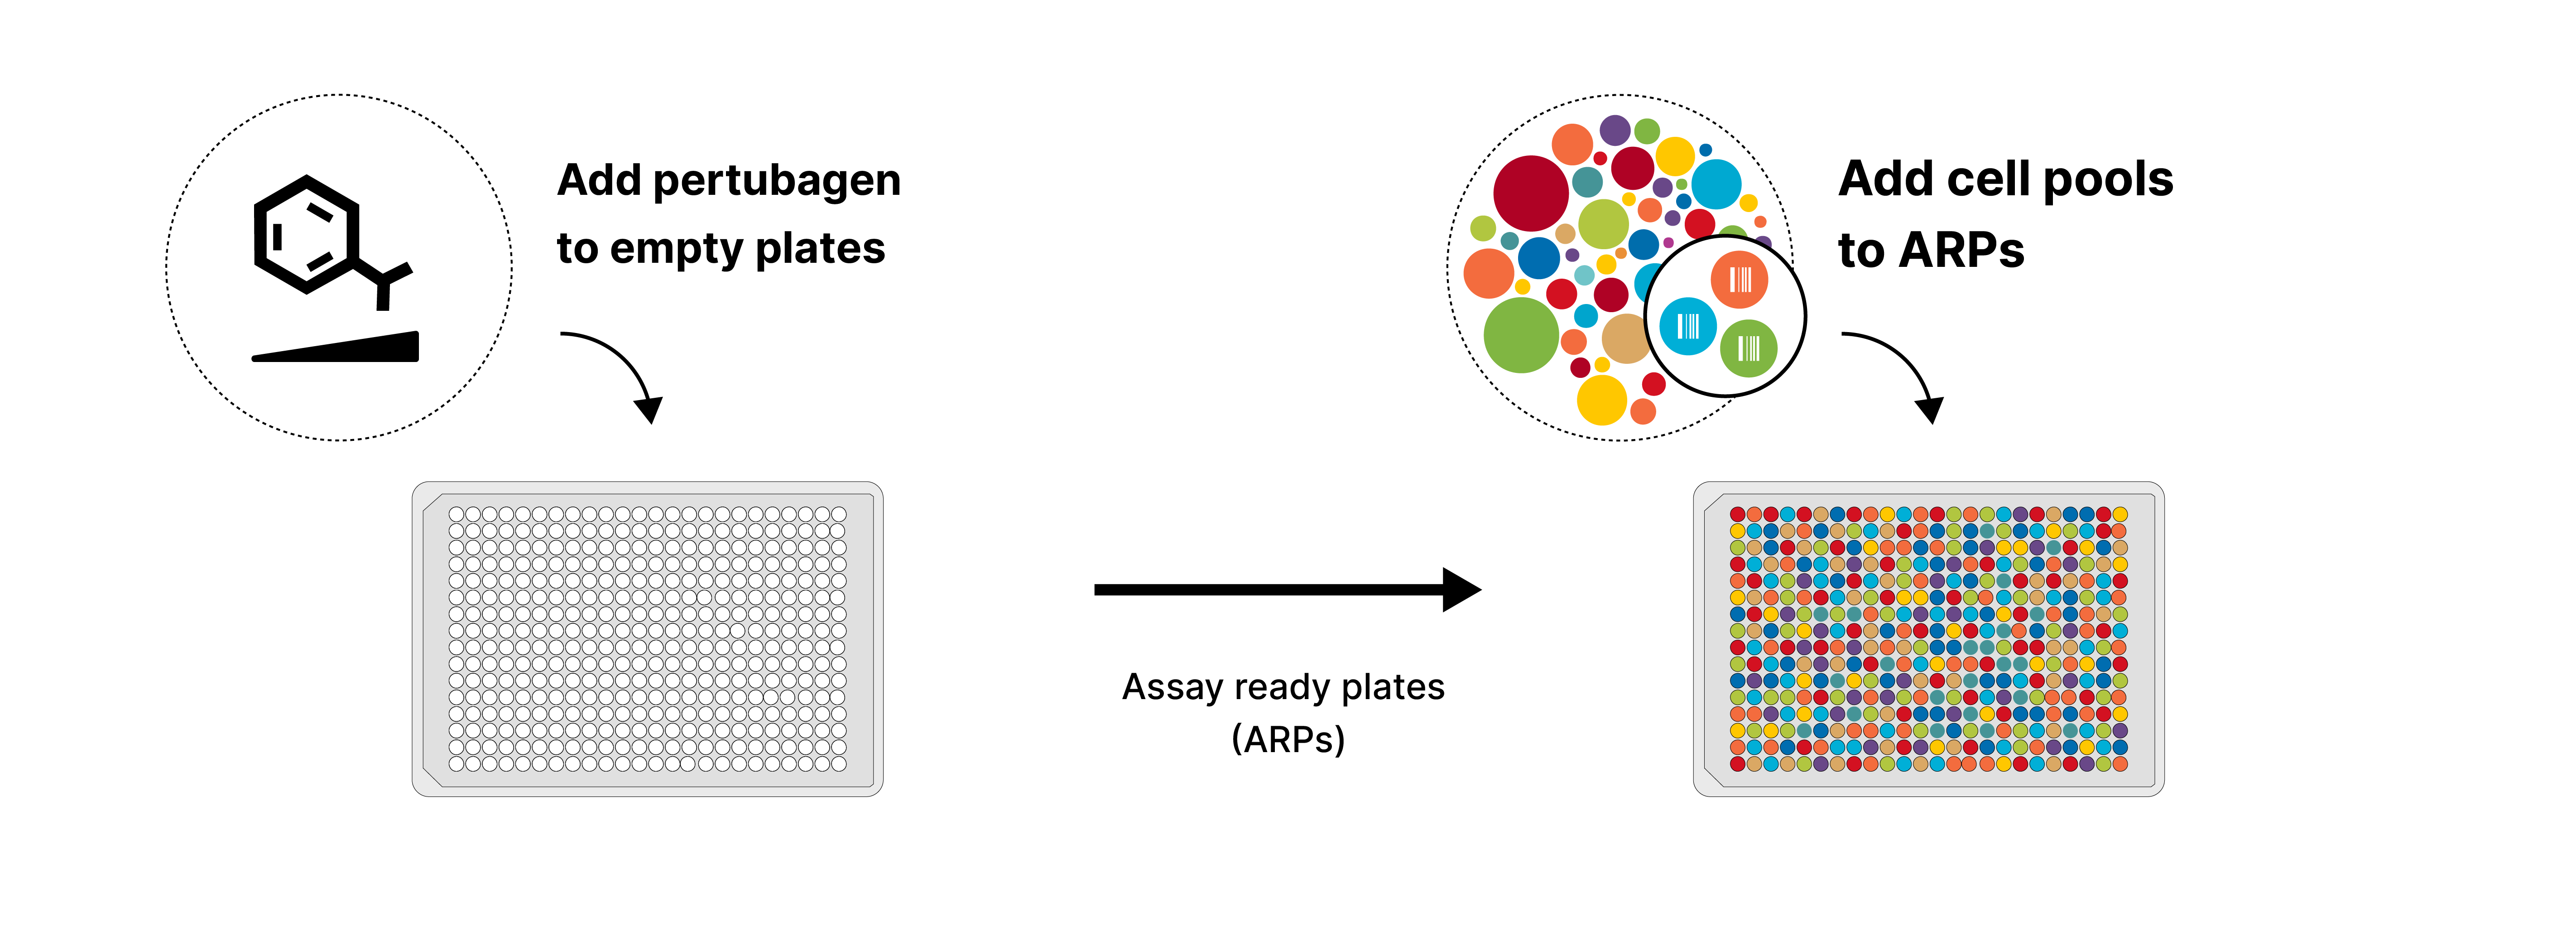 Add pertubagen
to empty plates
Add cell pools
to ARPs
Assay ready plates
(ARPs)